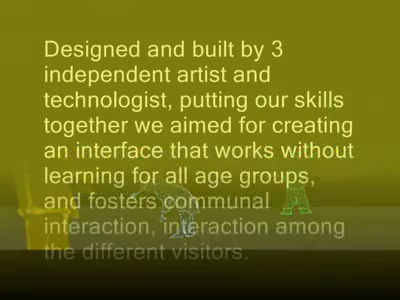 Designed and built by 3
independent artist and
technologist, putting our skills
together we aimed for creating
an interface that works without
learning for all age groups,
and fosters communal
interaction, interaction among
the different visitors.